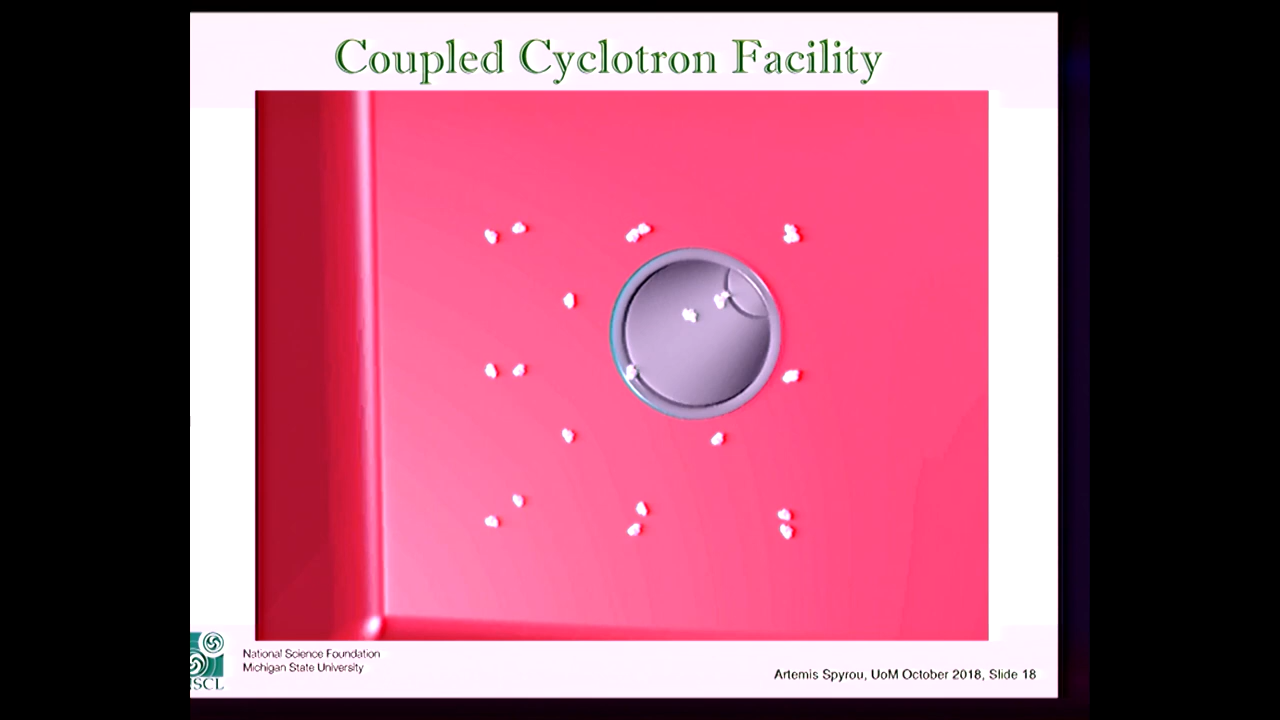 Coupled Cyclotron Facility
National Science Foundation
Michigan State University
Artemis Spyrou, UoM October 2018, Slide 18